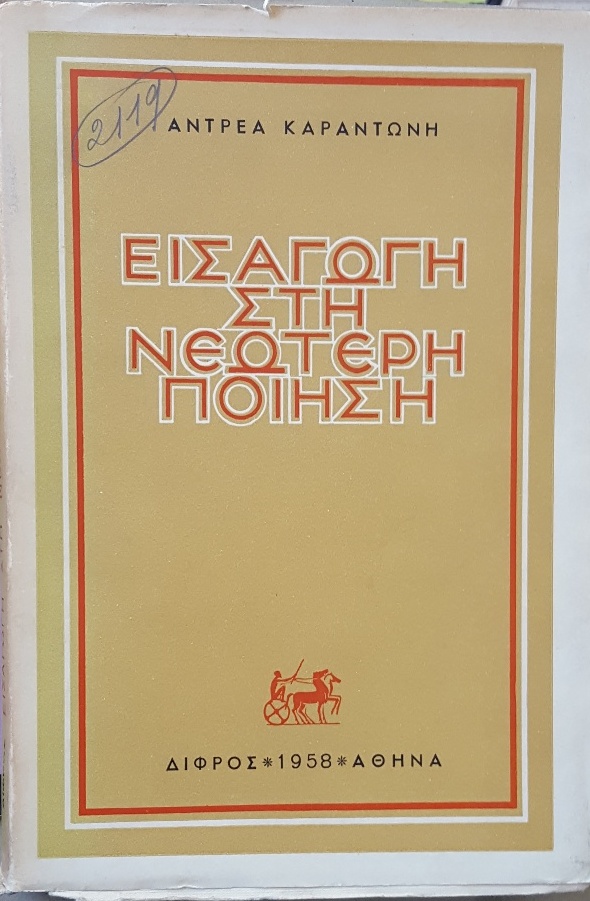 2119
ΑΝΤΡΕΑ ΚΑΡΑΝΤΩΝΗ
ΕΙΣΑΓΩΓΗ
ΣΤΗ
ΝΕΩΤΕΡΗ
ΠΟΙΗΣΗ
ΔΙΦΡΟΣ*1958*ΑΘΗΝΑ